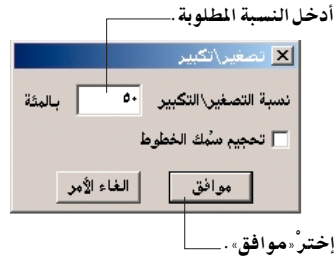 أدخل النسبة المطلوبة .
تصغير\تكبير
نسبة التصغير\التكبير ٥٠ بالمئة
تحجيم سُمك الخطوط
موافق الغاء الأمر
إخترْ «موافق» .